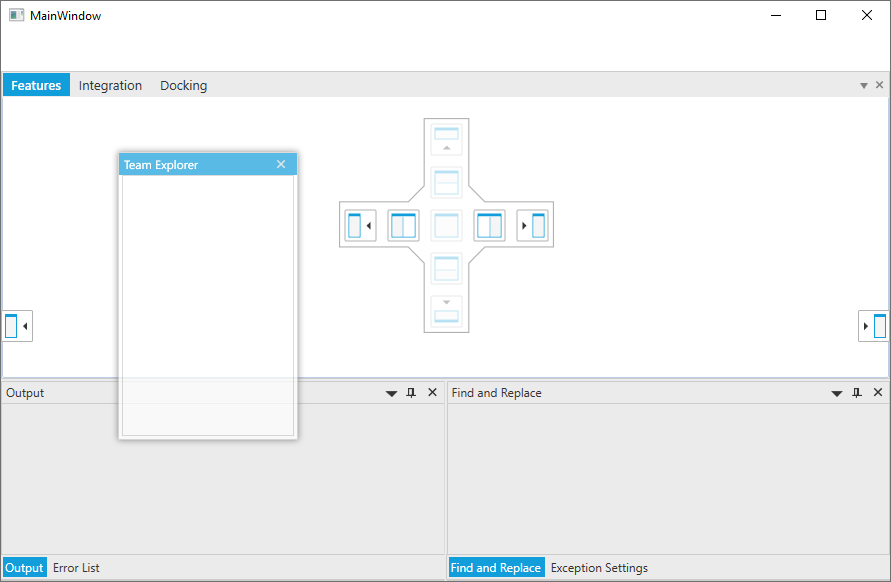 MainWindow
Features Integration Docking
Team Explorer
Output
Find and Replace
Output Error List
Find and Replace Exception Settings